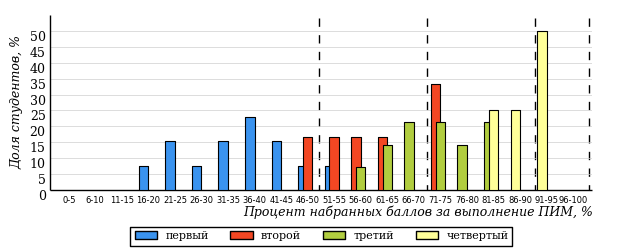 Доля студентов, %
50
45
40
35
30
25
20
15
10
5
0
0-5 6-10 11-15 16-20 21-25 26-30 31-35 36-40 41-45 46-50 51-55 56-60 61-65 66-70 71-75 76-80 81-85 86-90 91-95 96-100
Процент набранных баллов за выполнение ПИМ, %
первый второй третий четвертый